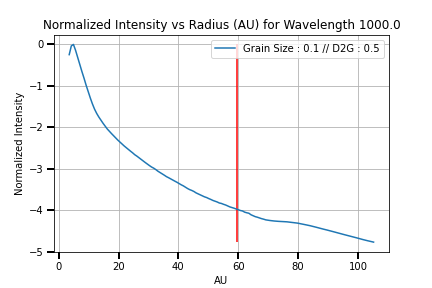 Normalized Intensity vs Radius (AU) for Wavelength 1000.0
Grain Size : 0.1 // D2G : 0.5
Normalized Intensity
0
−1
−2
−3
−4
−5
0 20 40 60 80 100
AU